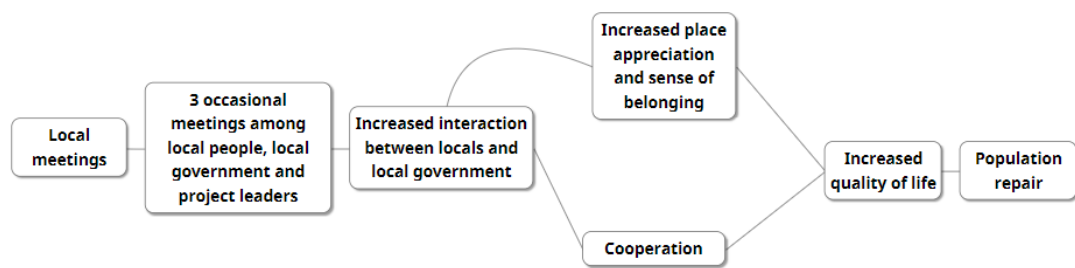 Local
meetings
3 occasional
meetings among
local people, local
government and
project leaders
Increased interaction
between locals and
local government
Increased place
appreciation
and sense of
belonging
Cooperation
Increased
quality of life
Population
repair